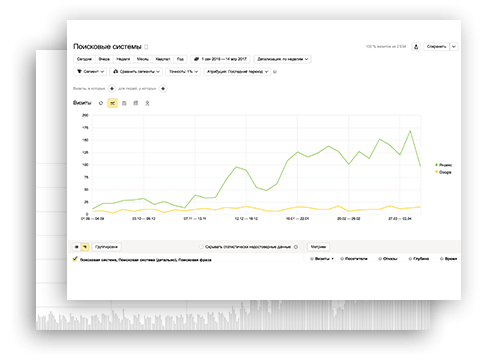 Поисковые системы
100 % визитов из 2 634
Сохранить
Сегодня Вчера Неделя Месяц Квартал Год 1 сен 2016 — 14 апр 2017 Детализация: по неделям
Сегмент Сравнить сегменты Точность: 1% Атрибуция: Последний переход
Визиты, в которых + для людей, у которых +
Визиты
200
175
150
125
100
75
50
25
0
Яндекс
Google
01.09 — 04.09 03.10 — 09.10 07.11 — 13.11 12.12 — 18.12 16.01 — 22.01 20.02 — 26.02 27.03 — 02.04
Группировки Скрывать статистически недостоверные данные Метрики
Поисковая система, Поисковая система (детально), Поисковая фраза Визиты Посетители Отказы Глубина Время